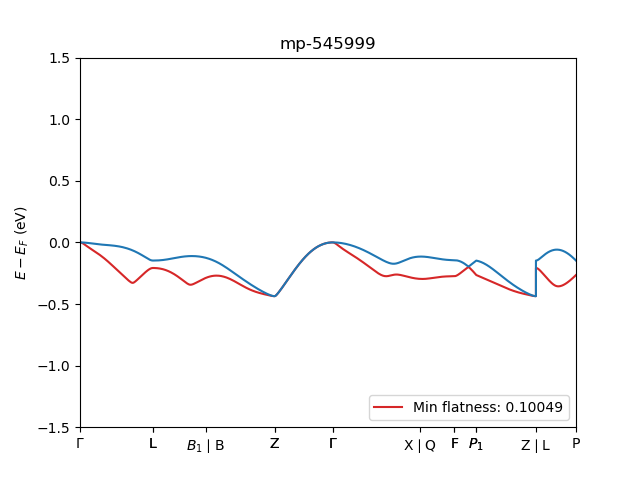 mp-545999
1.5
1.0
0.5
0.0
−0.5
−1.0
−1.5
E − E_F (eV)
Min flatness: 0.10049
Γ L B₁ | B Z Γ X | Q F P₁ Z | L P